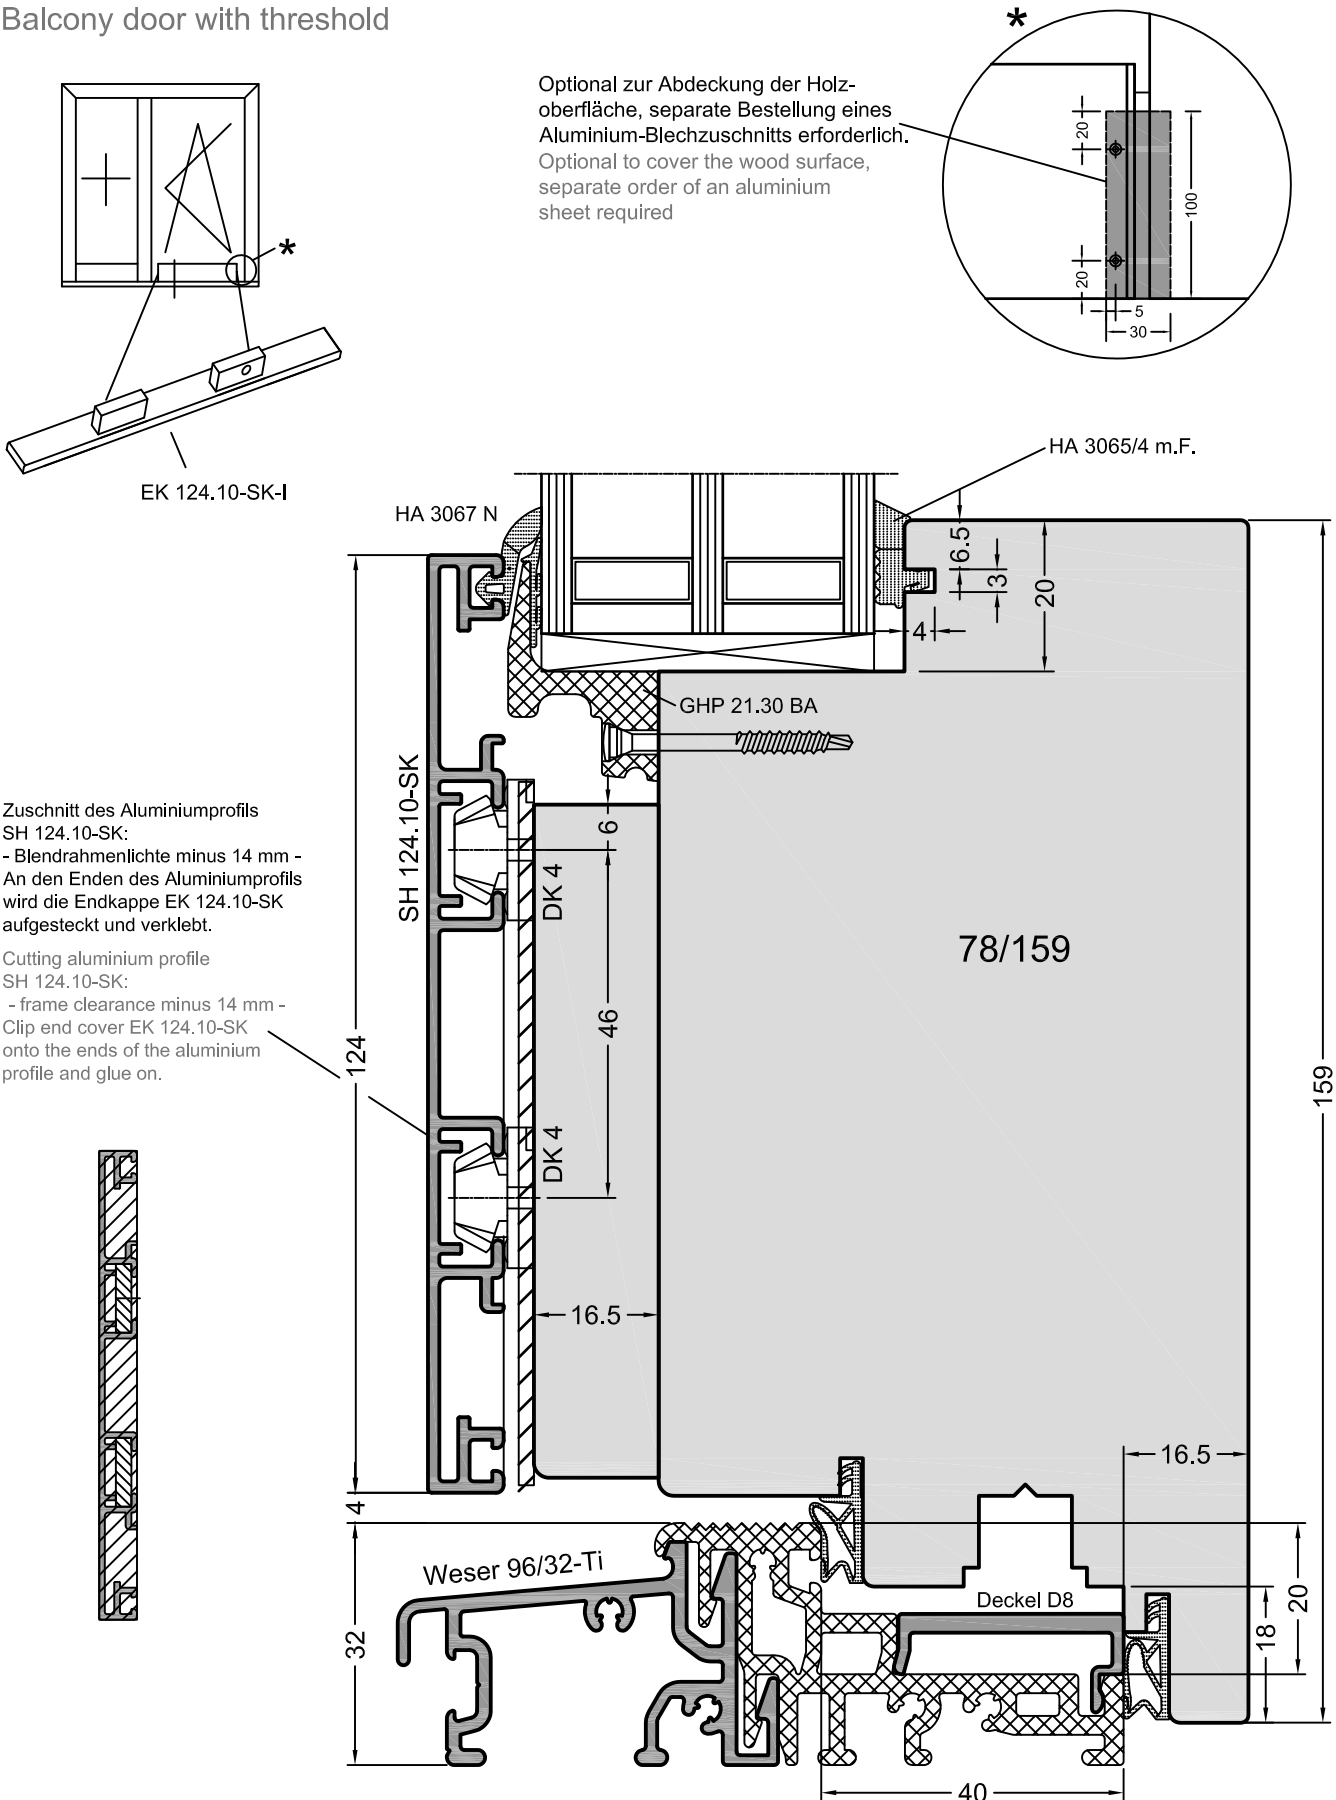 Balcony door with threshold
*
Optional zur Abdeckung der Holz-
oberfläche, separate Bestellung eines
Aluminium-Blechzuschnitts erforderlich.
Optional to cover the wood surface,
separate order of an aluminium
sheet required
20
100
20
5
30
*
EK 124.10-SK-I
HA 3067 N
HA 3065/4 m.F.
6.5
3
20
4
GHP 21.30 BA
SH 124.10-SK
Zuschnitt des Aluminiumprofils
SH 124.10-SK:
- Blendrahmenlichte minus 14 mm -
An den Enden des Aluminiumprofils
wird die Endkappe EK 124.10-SK
aufgesteckt und verklebt.
Cutting aluminium profile
SH 124.10-SK:
- frame clearance minus 14 mm -
Clip end cover EK 124.10-SK
onto the ends of the aluminium
profile and glue on.
6
DK 4
78/159
46
124
159
DK 4
16.5
16.5
4
Weser 96/32-Ti
Deckel D8
32
18
20
40